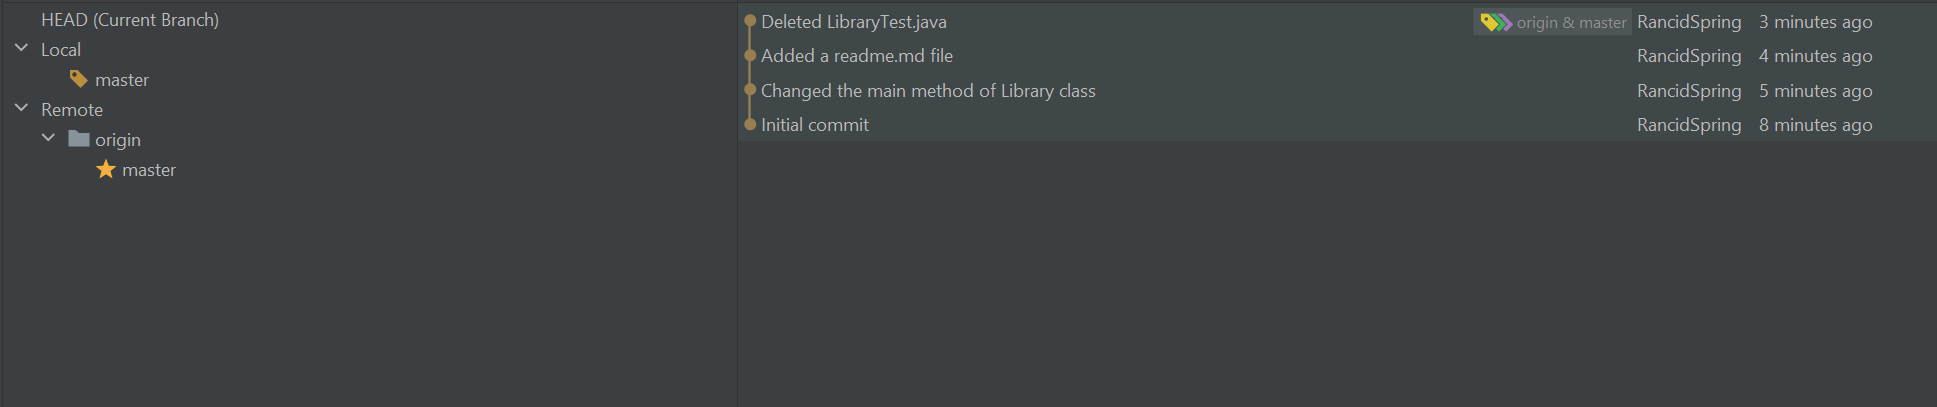 HEAD (Current Branch)
Local
master
Remote
origin
master
Deleted LibraryTest.java origin & master RancidSpring 3 minutes ago
Added a readme.md file RancidSpring 4 minutes ago
Changed the main method of Library class RancidSpring 5 minutes ago
Initial commit RancidSpring 8 minutes ago